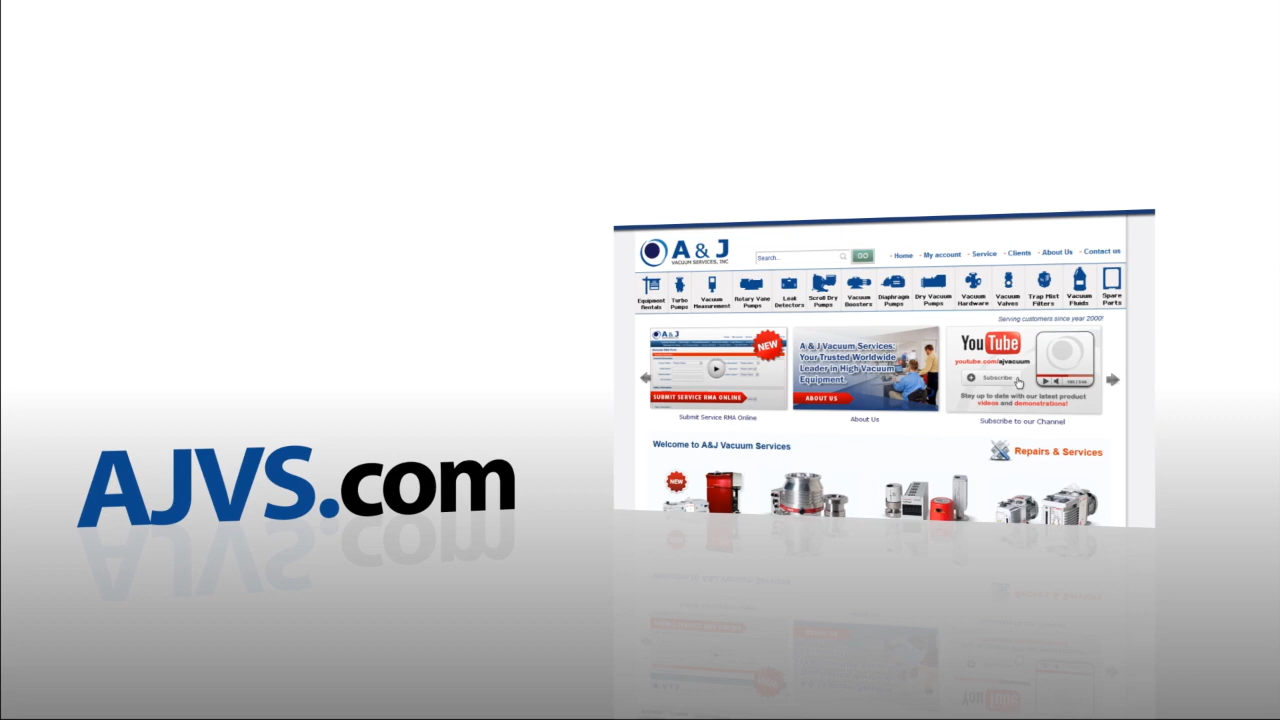 AJVS.com
A & J
VACUUM SERVICES, INC
Search...
GO
Home
My account
Service
Clients
About Us
Contact us
Equipment Rentals
Turbo Pumps
Vacuum Measurement
Rotary Vane Pumps
Leak Detectors
Scroll Dry Pumps
Vacuum Boosters
Diaphragm Pumps
Dry Vacuum Pumps
Vacuum Hardware
Vacuum Valves
Trap Mist Filters
Vacuum Fluids
Spare Parts
Serving customers since year 2000!
A & J
NEW
SUBMIT SERVICE RMA ONLINE
Submit Service RMA Online
A & J Vacuum Services:
Your Trusted Worldwide
Leader in High Vacuum
Equipment.
ABOUT US
About Us
YouTube
youtube.com/ajvacuum
Subscribe
Stay up to date with our latest product
videos and demonstrations!
Subscribe to our Channel
Welcome to A&J Vacuum Services
Repairs & Services
NEW